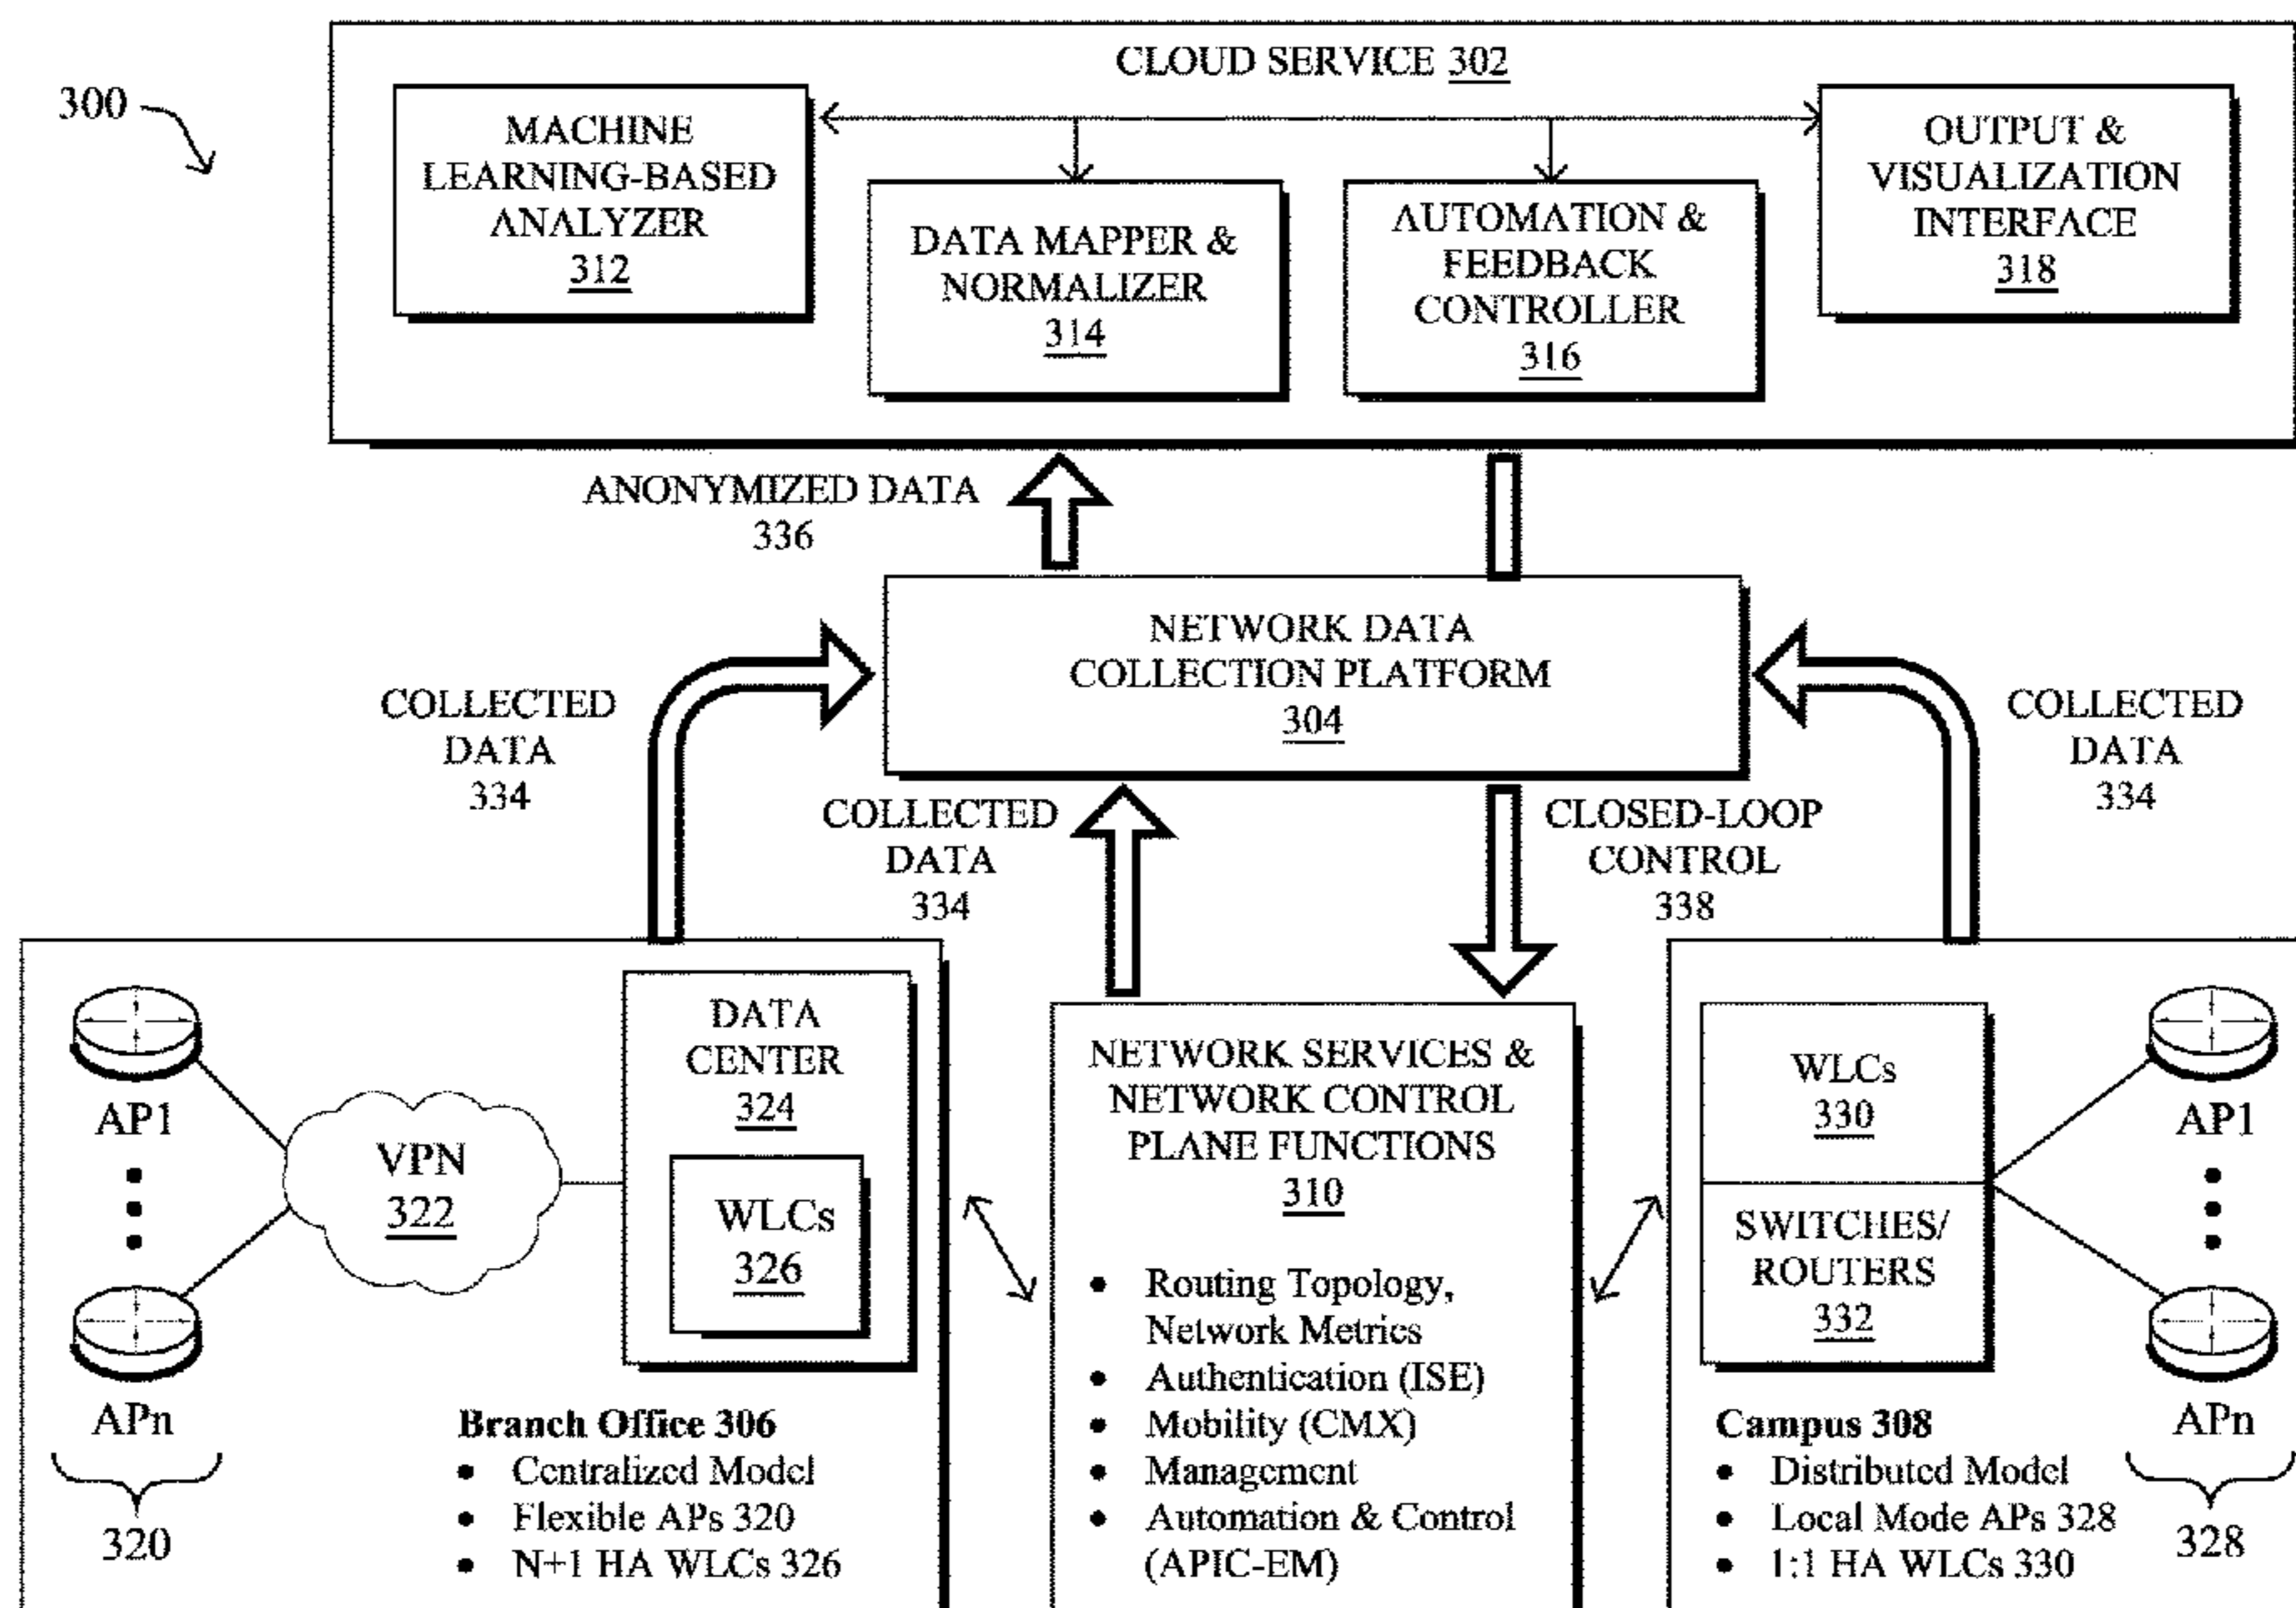 300
CLOUD SERVICE 302
MACHINE
LEARNING-BASED
ANALYZER
312
DATA MAPPER &
NORMALIZER
314
AUTOMATION &
FEEDBACK
CONTROLLER
316
OUTPUT &
VISUALIZATION
INTERFACE
318
ANONYMIZED DATA
336
NETWORK DATA
COLLECTION PLATFORM
304
COLLECTED
DATA
334
COLLECTED
DATA
334
CLOSED-LOOP
CONTROL
338
COLLECTED
DATA
334
AP1
APn
320
VPN
322
DATA
CENTER
324
WLCs
326
Branch Office 306
• Centralized Model
• Flexible APs 320
• N+1 HA WLCs 326
NETWORK SERVICES &
NETWORK CONTROL
PLANE FUNCTIONS
310
• Routing Topology,
Network Metrics
• Authentication (ISE)
• Mobility (CMX)
• Management
• Automation & Control
(APIC-EM)
WLCs
330
SWITCHES/
ROUTERS
332
AP1
APn
328
Campus 308
• Distributed Model
• Local Mode APs 328
• 1:1 HA WLCs 330